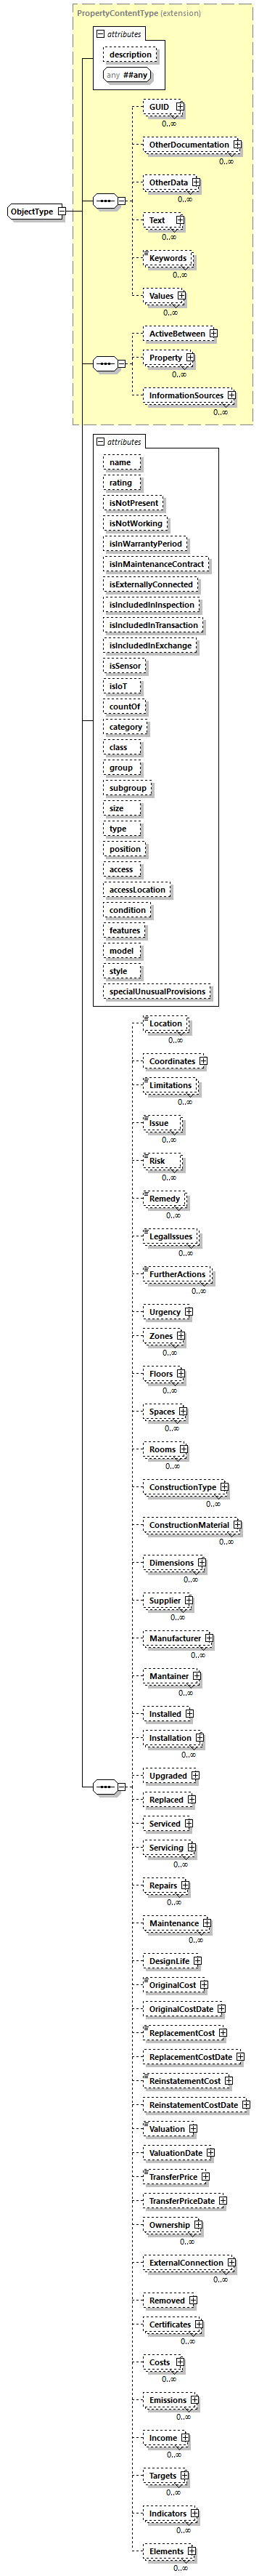 PropertyContentType (extension)
attributes
description
any ##any
GUID
0..∞
OtherDocumentation
0..∞
OtherData
0..∞
ObjectType
Text
0..∞
Keywords
0..∞
Values
0..∞
ActiveBetween
Property
0..∞
InformationSources
0..∞
attributes
name
rating
isNotPresent
isNotWorking
isInWarrantyPeriod
isInMaintenanceContract
isExternallyConnected
isIncludedInInspection
isIncludedInTransaction
isIncludedInExchange
isSensor
isIoT
countOf
category
class
group
subgroup
size
type
position
access
accessLocation
condition
features
model
style
specialUnusualProvisions
Location
0..∞
Coordinates
Limitations
0..∞
Issue
0..∞
Risk
0..∞
Remedy
0..∞
LegalIssues
0..∞
FurtherActions
0..∞
Urgency
Zones
0..∞
Floors
0..∞
Spaces
0..∞
Rooms
0..∞
ConstructionType
0..∞
ConstructionMaterial
0..∞
Dimensions
0..∞
Supplier
0..∞
Manufacturer
0..∞
Mantainer
0..∞
Installed
Installation
0..∞
Upgraded
Replaced
Serviced
Servicing
0..∞
Repairs
0..∞
Maintenance
0..∞
DesignLife
OriginalCost
OriginalCostDate
ReplacementCost
ReplacementCostDate
ReinstatementCost
ReinstatementCostDate
Valuation
ValuationDate
TransferPrice
TransferPriceDate
Ownership
0..∞
ExternalConnection
0..∞
Removed
Certificates
0..∞
Costs
0..∞
Emissions
0..∞
Income
0..∞
Targets
0..∞
Indicators
0..∞
Elements
0..∞